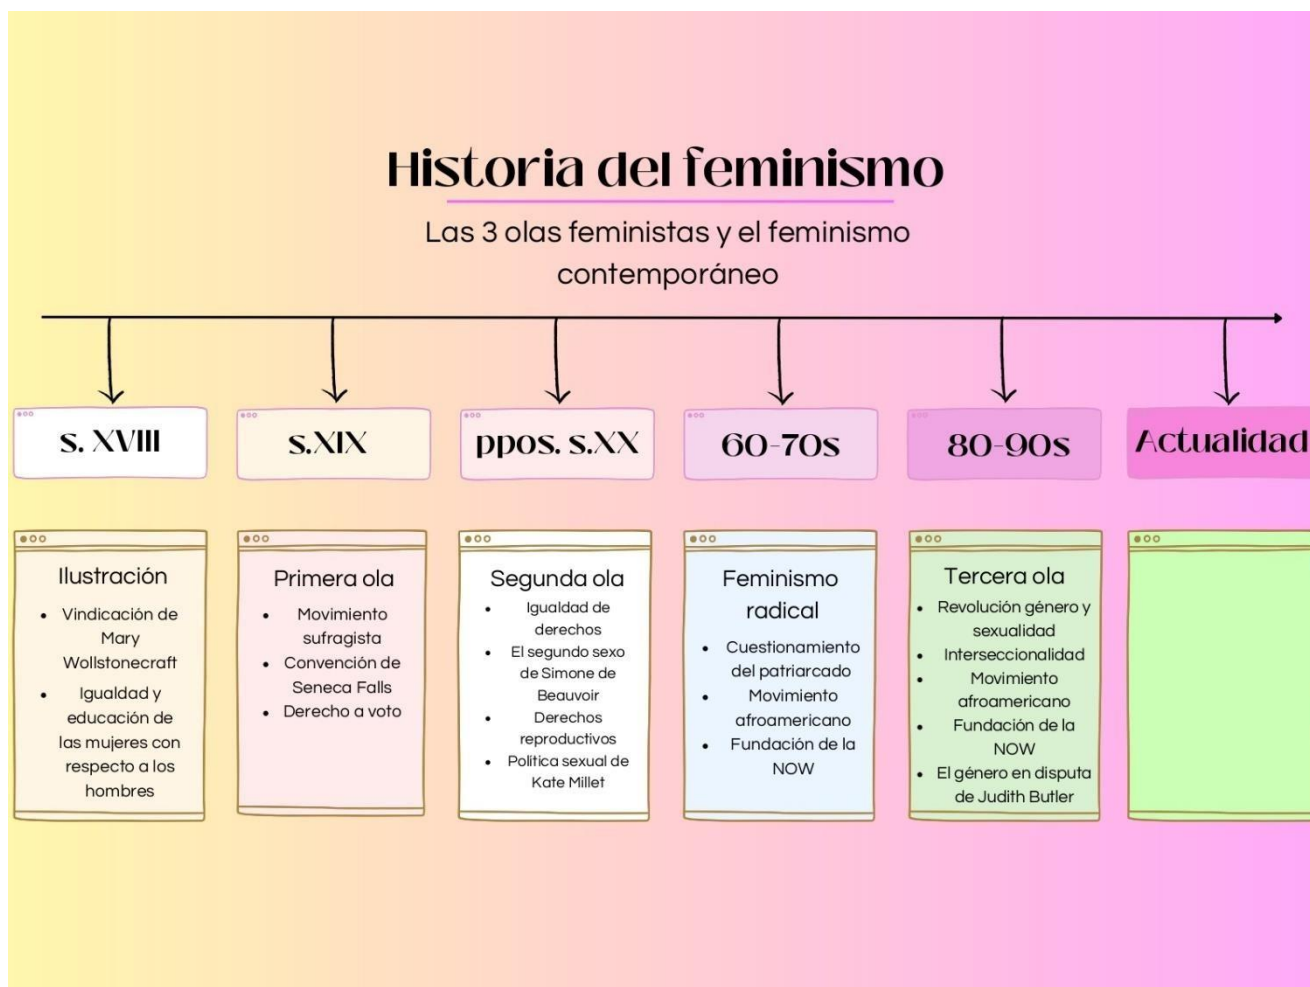 Historia del feminismo
Las 3 olas feministas y el feminismo
contemporáneo
s. XVIII
s.XIX
ppos. s.XX
60-70s
80-90s
Actualidad
Ilustración
• Vindicación de
Mary
Wollstonecraft
• Igualdad y
educación de
las mujeres con
respecto a los
hombres
Primera ola
• Movimiento
sufragista
• Convención de
Seneca Falls
• Derecho a voto
Segunda ola
• Igualdad de
derechos
• El segundo sexo
de Simone de
Beauvoir
• Derechos
reproductivos
• Política sexual de
Kate Millet
Feminismo
radical
• Cuestionamiento
del patriarcado
• Movimiento
afroamericano
• Fundación de la
NOW
Tercera ola
• Revolución género y
sexualidad
• Interseccionalidad
• Movimiento
afroamericano
• Fundación de la
NOW
• El género en disputa
de Judith Butler